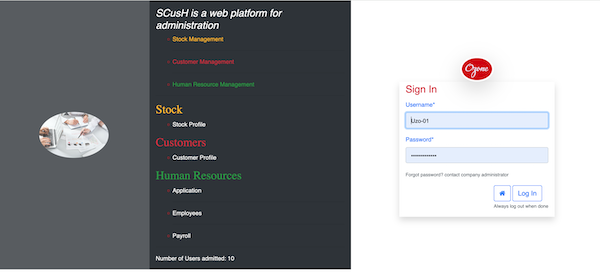 SCusH is a web platform for
administration
Stock Management
Customer Management
Human Resource Management
Stock
Stock Profile
Customers
Customer Profile
Human Resources
Application
Employees
Payroll
Number of Users admitted: 10
Ozone
Sign In
Username*
Uzo-01
Password*
Forgot password? contact company administrator
Log In
Always log out when done